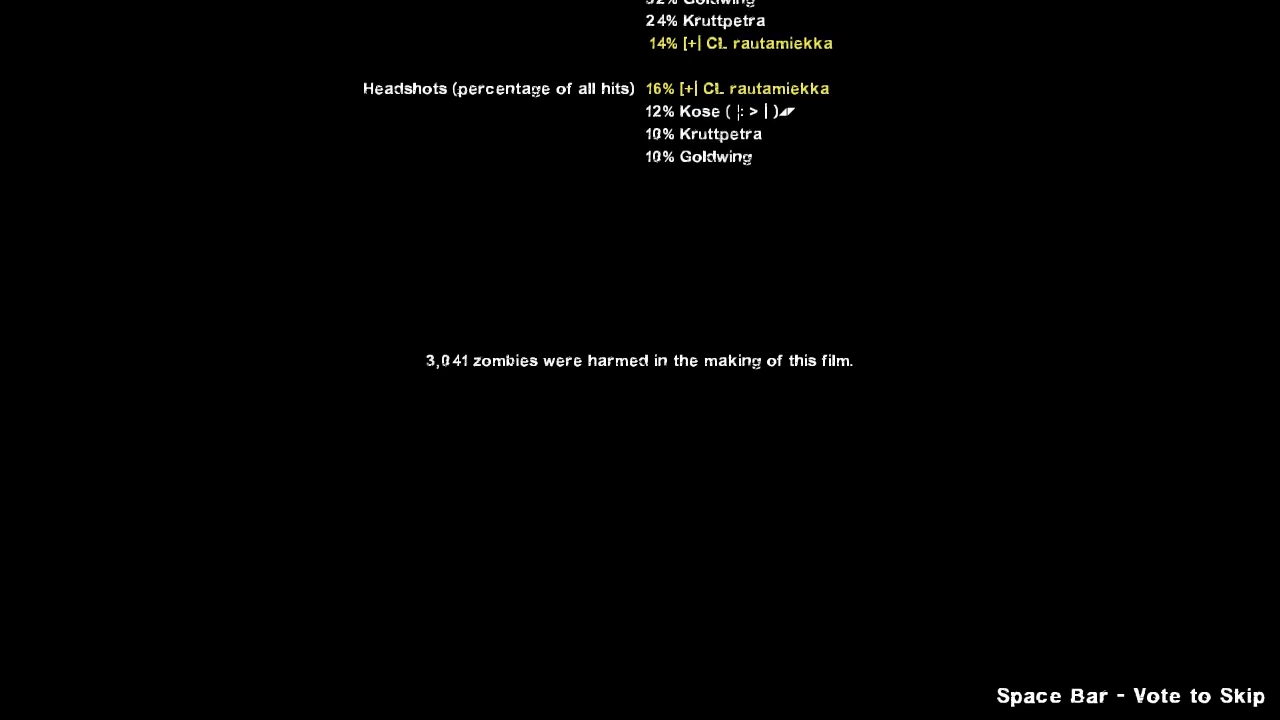 Goldwing
24% Kruttpetra
14% [+] CL rautamiekka
Headshots (percentage of all hits) 16% [+] CL rautamiekka
12% Kose ( ¦: > | )◢◤
10% Kruttpetra
10% Goldwing
3,041 zombies were harmed in the making of this film.
Space Bar - Vote to Skip